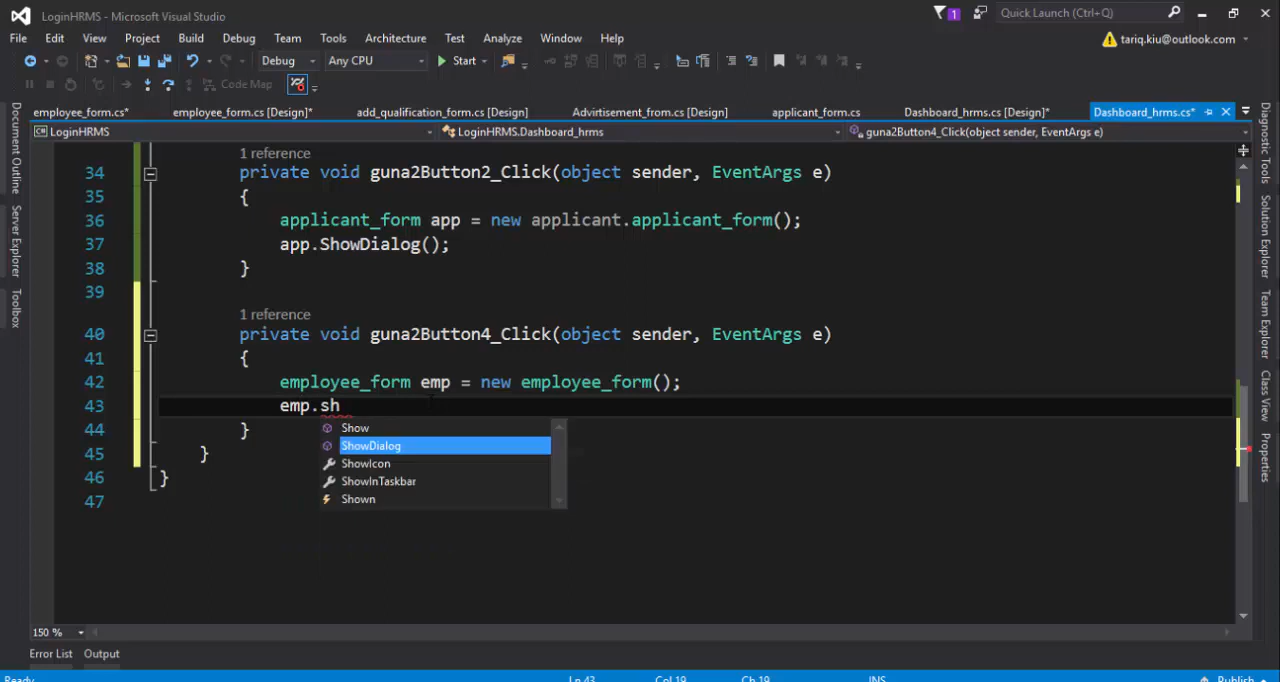 LoginHRMS - Microsoft Visual Studio
1
Quick Launch (Ctrl+Q)
File Edit View Project Build Debug Team Tools Architecture Test Analyze Window Help
tariq.kiu@outlook.com
Debug Any CPU Start
Code Map
employee_form.cs* employee_form.cs [Design]* add_qualification_form.cs [Design] Advirtisement_from.cs [Design] applicant_form.cs Dashboard_hrms.cs [Design]* Dashboard_hrms.cs*
LoginHRMS LoginHRMS.Dashboard_hrms guna2Button4_Click(object sender, EventArgs e)
Document Outline
Server Explorer
Toolbox
1 reference
34 private void guna2Button2_Click(object sender, EventArgs e)
35 {
36 applicant_form app = new applicant.applicant_form();
37 app.ShowDialog();
38 }
39
1 reference
40 private void guna2Button4_Click(object sender, EventArgs e)
41 {
42 employee_form emp = new employee_form();
43 emp.sh
44 }
45 }
46 }
47
Show
ShowDialog
ShowIcon
ShowInTaskbar
Shown
Diagnostic Tools
Solution Explorer
Team Explorer
Class View
Properties
150 %
Error List Output
Ready Ln 43 Col 19 Ch 19 INS Publish